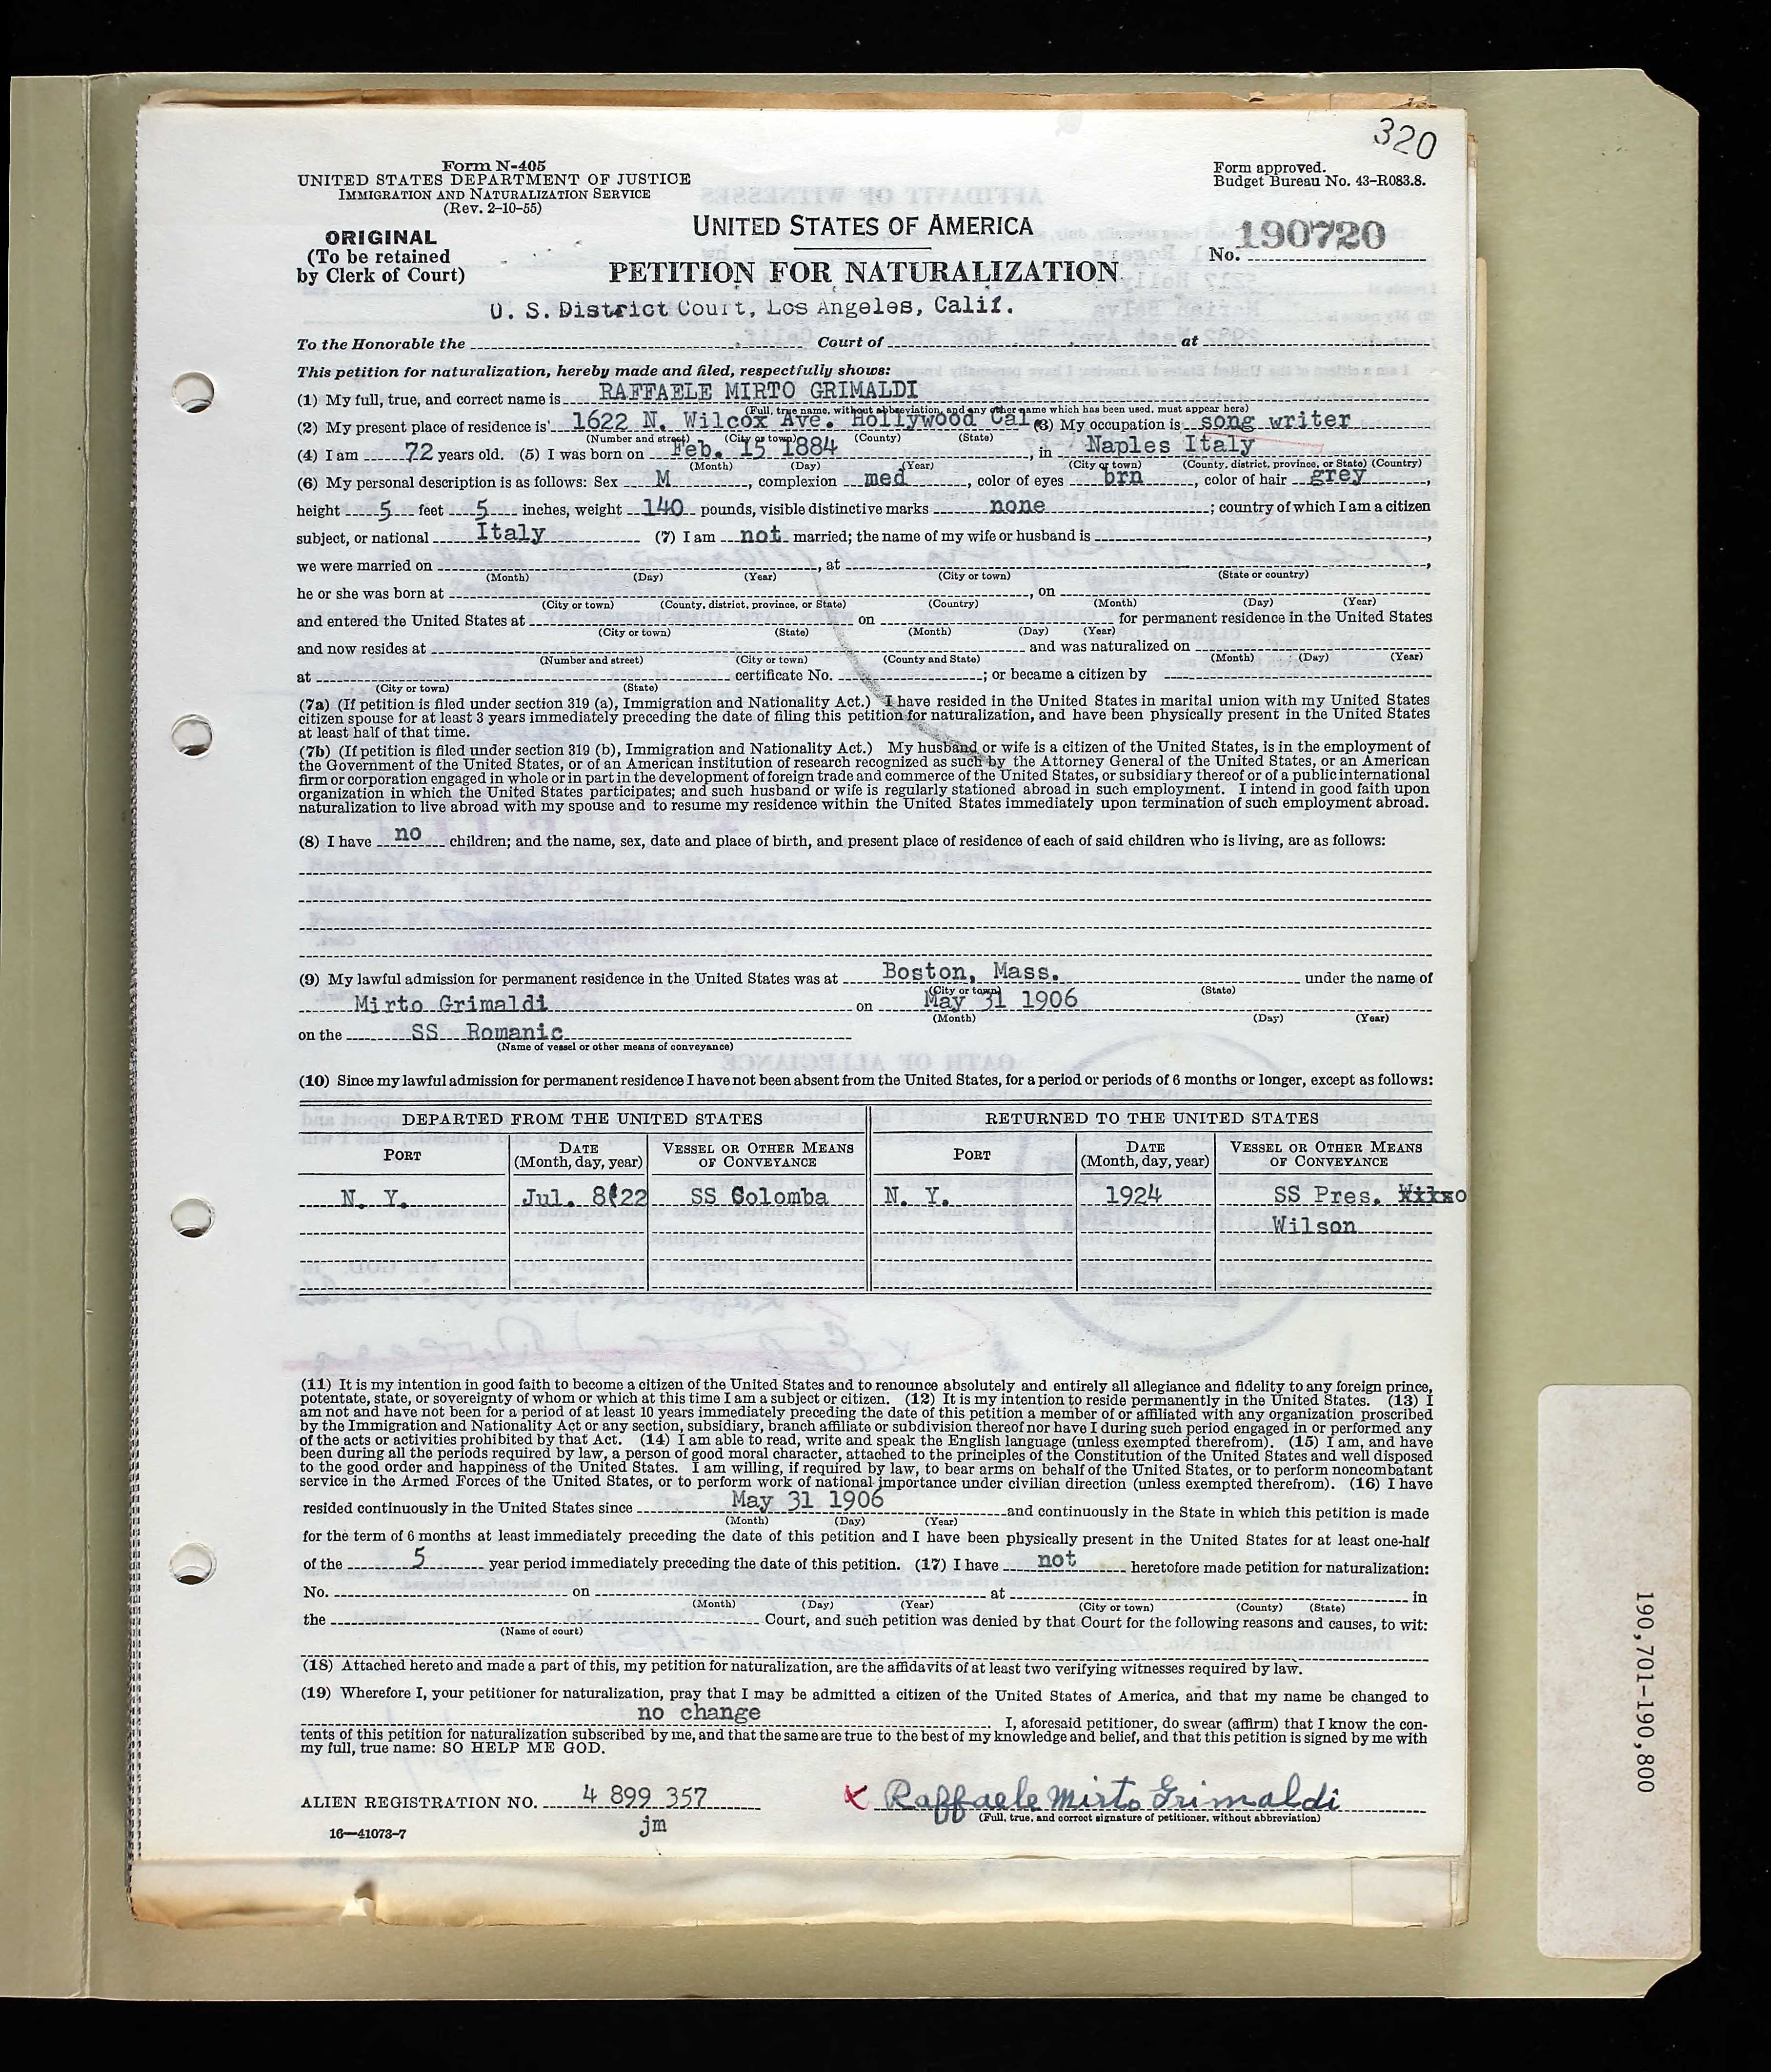 320
Form N-405
UNITED STATES DEPARTMENT OF JUSTICE
IMMIGRATION AND NATURALIZATION SERVICE
(Rev. 2-10-55)
Form approved.
Budget Bureau No. 43-R083.8.
ORIGINAL
(To be retained
by Clerk of Court)
UNITED STATES OF AMERICA
No. 190720
PETITION FOR NATURALIZATION
U. S. District Court, Los Angeles, Calif.
To the Honorable the Court of at
This petition for naturalization, hereby made and filed, respectfully shows:
(1) My full, true, and correct name is RAFFAELE MIRTO GRIMALDI
(Full, true name, without abbreviation, and any other name which has been used, must appear here)
(2) My present place of residence is 1622 N. Wilcox Ave. Hollywood Cal (3) My occupation is song writer
(Number and street) (City or town) (County) (State)
(4) I am 72 years old. (5) I was born on Feb. 15 1884, in Naples Italy
(Month) (Day) (Year) (City or town) (County, district, province, or State) (Country)
(6) My personal description is as follows: Sex M, complexion med, color of eyes brn, color of hair grey,
height 5 feet 5 inches, weight 140 pounds, visible distinctive marks none; country of which I am a citizen
subject, or national Italy (7) I am not married; the name of my wife or husband is ,
we were married on , at ,
(Month) (Day) (Year) (City or town) (State or country)
he or she was born at , on
(City or town) (County, district, province, or State) (Country) (Month) (Day) (Year)
and entered the United States at on for permanent residence in the United States
(City or town) (State) (Month) (Day) (Year)
and now resides at and was naturalized on
(Number and street) (City or town) (County and State) (Month) (Day) (Year)
at certificate No. ; or became a citizen by
(City or town) (State)
(7a) (If petition is filed under section 319 (a), Immigration and Nationality Act.) I have resided in the United States in marital union with my United States
citizen spouse for at least 3 years immediately preceding the date of filing this petition for naturalization, and have been physically present in the United States
at least half of that time.
(7b) (If petition is filed under section 319 (b), Immigration and Nationality Act.) My husband or wife is a citizen of the United States, is in the employment of
the Government of the United States, or of an American institution of research recognized as such by the Attorney General of the United States, or an American
firm or corporation engaged in whole or in part in the development of foreign trade and commerce of the United States, or subsidiary thereof or of a public international
organization in which the United States participates; and such husband or wife is regularly stationed abroad in such employment. I intend in good faith upon
naturalization to live abroad with my spouse and to resume my residence within the United States immediately upon termination of such employment abroad.
(8) I have no children; and the name, sex, date and place of birth, and present place of residence of each of said children who is living, are as follows:
(9) My lawful admission for permanent residence in the United States was at Boston, Mass. under the name of
(City or town) (State)
Mirto Grimaldi on May 31 1906
(Month) (Day) (Year)
on the SS Romanic
(Name of vessel or other means of conveyance)
(10) Since my lawful admission for permanent residence I have not been absent from the United States, for a period or periods of 6 months or longer, except as follows:
DEPARTED FROM THE UNITED STATES RETURNED TO THE UNITED STATES
PORT DATE (Month, day, year) VESSEL OR OTHER MEANS OF CONVEYANCE PORT DATE (Month, day, year) VESSEL OR OTHER MEANS OF CONVEYANCE
N. Y. Jul. 8'22 SS Colomba N. Y. 1924 SS Pres.
Wilson
(11) It is my intention in good faith to become a citizen of the United States and to renounce absolutely and entirely all allegiance and fidelity to any foreign prince,
potentate, state, or sovereignty of whom or which at this time I am a subject or citizen. (12) It is my intention to reside permanently in the United States. (13) I
am not and have not been for a period of at least 10 years immediately preceding the date of this petition a member of or affiliated with any organization proscribed
by the Immigration and Nationality Act or any section, subsidiary, branch affiliate or subdivision thereof nor have I during such period engaged in or performed any
of the acts or activities prohibited by that Act. (14) I am able to read, write and speak the English language (unless exempted therefrom). (15) I am, and have
been during all the periods required by law, a person of good moral character, attached to the principles of the Constitution of the United States and well disposed
to the good order and happiness of the United States. I am willing, if required by law, to bear arms on behalf of the United States, or to perform noncombatant
service in the Armed Forces of the United States, or to perform work of national importance under civilian direction (unless exempted therefrom). (16) I have
resided continuously in the United States since May 31 1906 and continuously in the State in which this petition is made
(Month) (Day) (Year)
for the term of 6 months at least immediately preceding the date of this petition and I have been physically present in the United States for at least one-half
of the 5 year period immediately preceding the date of this petition. (17) I have not heretofore made petition for naturalization:
No. on at in
(Month) (Day) (Year) (City or town) (County) (State)
the Court, and such petition was denied by that Court for the following reasons and causes, to wit:
(Name of court)
(18) Attached hereto and made a part of this, my petition for naturalization, are the affidavits of at least two verifying witnesses required by law.
(19) Wherefore I, your petitioner for naturalization, pray that I may be admitted a citizen of the United States of America, and that my name be changed to
no change . I, aforesaid petitioner, do swear (affirm) that I know the con-
tents of this petition for naturalization subscribed by me, and that the same are true to the best of my knowledge and belief, and that this petition is signed by me with
my full, true name: SO HELP ME GOD.
ALIEN REGISTRATION NO. 4 899 357 x Raffaele Mirto Grimaldi
(Full, true, and correct signature of petitioner, without abbreviation)
16—41073-7 jm
190,701-190,800